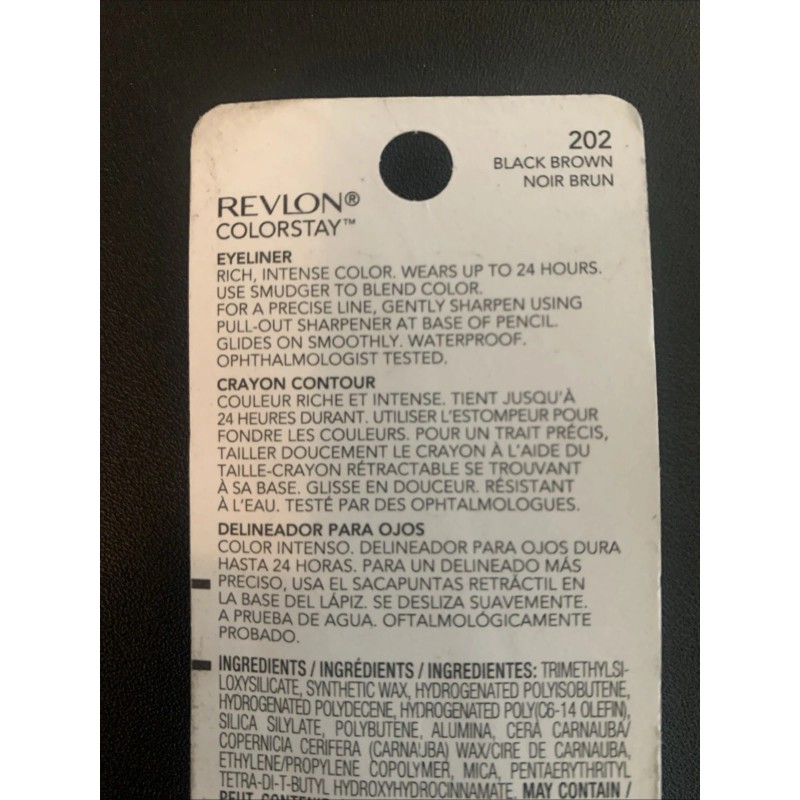 202
BLACK BROWN
NOIR BRUN
REVLON®
COLORSTAY™
EYELINER
RICH, INTENSE COLOR. WEARS UP TO 24 HOURS.
USE SMUDGER TO BLEND COLOR.
FOR A PRECISE LINE, GENTLY SHARPEN USING
PULL-OUT SHARPENER AT BASE OF PENCIL.
GLIDES ON SMOOTHLY. WATERPROOF.
OPHTHALMOLOGIST TESTED.
CRAYON CONTOUR
COULEUR RICHE ET INTENSE. TIENT JUSQU'À
24 HEURES DURANT. UTILISER L'ESTOMPEUR POUR
FONDRE LES COULEURS. POUR UN TRAIT PRÉCIS,
TAILLER DOUCEMENT LE CRAYON À L'AIDE DU
TAILLE-CRAYON RÉTRACTABLE SE TROUVANT
À SA BASE. GLISSE EN DOUCEUR. RÉSISTANT
À L'EAU. TESTÉ PAR DES OPHTALMOLOGUES.
DELINEADOR PARA OJOS
COLOR INTENSO. DELINEADOR PARA OJOS DURA
HASTA 24 HORAS. PARA UN DELINEADO MÁS
PRECISO, USA EL SACAPUNTAS RETRÁCTIL EN
LA BASE DEL LÁPIZ. SE DESLIZA SUAVEMENTE.
A PRUEBA DE AGUA. OFTALMOLÓGICAMENTE
PROBADO.
INGREDIENTS / INGRÉDIENTS / INGREDIENTES: TRIMETHYLSI-
LOXYSILICATE, SYNTHETIC WAX, HYDROGENATED POLYISOBUTENE,
HYDROGENATED POLYDECENE, HYDROGENATED POLY(C6-14 OLEFIN),
SILICA SILYLATE, POLYBUTENE, ALUMINA, CERA CARNAUBA/
COPERNICIA CERIFERA (CARNAUBA) WAX/CIRE DE CARNAUBA,
ETHYLENE/PROPYLENE COPOLYMER, MICA, PENTAERYTHRITYL
TETRA-DI-T-BUTYL HYDROXYHYDROCINNAMATE. MAY CONTAIN /
PEUT CONTENIR